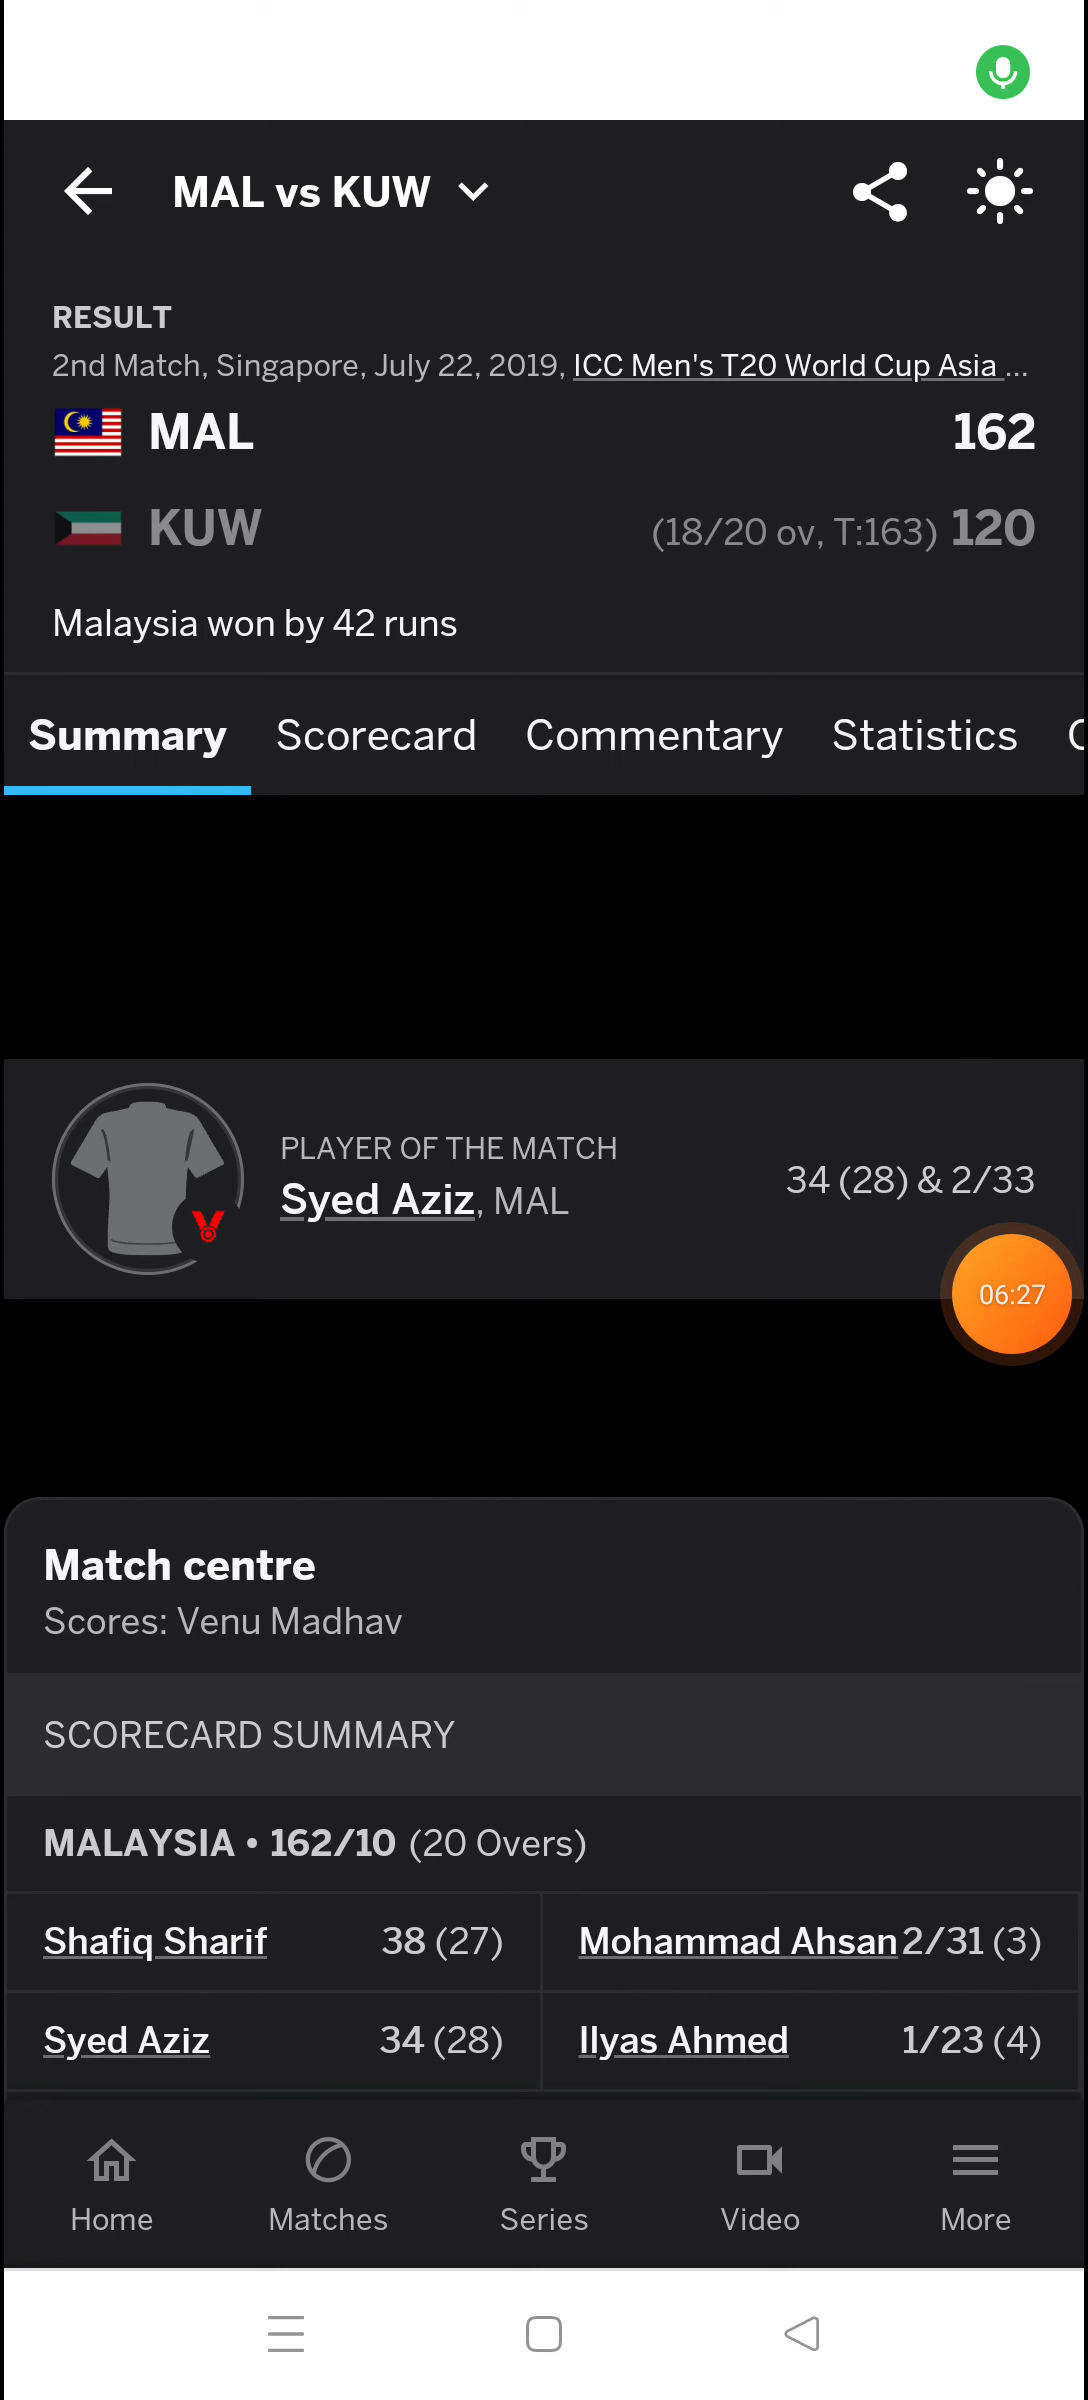 MAL vs KUW
RESULT
2nd Match, Singapore, July 22, 2019, ICC Men's T20 World Cup Asia ...
MAL 162
KUW (18/20 ov, T:163) 120
Malaysia won by 42 runs
Summary Scorecard Commentary Statistics
PLAYER OF THE MATCH
Syed Aziz, MAL 34 (28) & 2/33
06:27
Match centre
Scores: Venu Madhav
SCORECARD SUMMARY
MALAYSIA • 162/10 (20 Overs)
Shafiq Sharif 38 (27) Mohammad Ahsan 2/31 (3)
Syed Aziz 34 (28) Ilyas Ahmed 1/23 (4)
Home Matches Series Video More